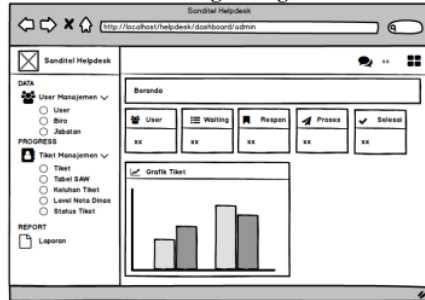 Sanditel Helpdesk
http://localhost/helpdesk/dashboard/admin
Sanditel Helpdesk
xx
DATA
User Manajemen
User
Biro
Jabatan
PROGRESS
Tiket Manajemen
Tiket
Tabel SAW
Keluhan Tiket
Level Nota Dinas
Status Tiket
REPORT
Laporan
Beranda
User
xx
Waiting
xx
Respon
xx
Proses
xx
Selesai
xx
Grafik Tiket